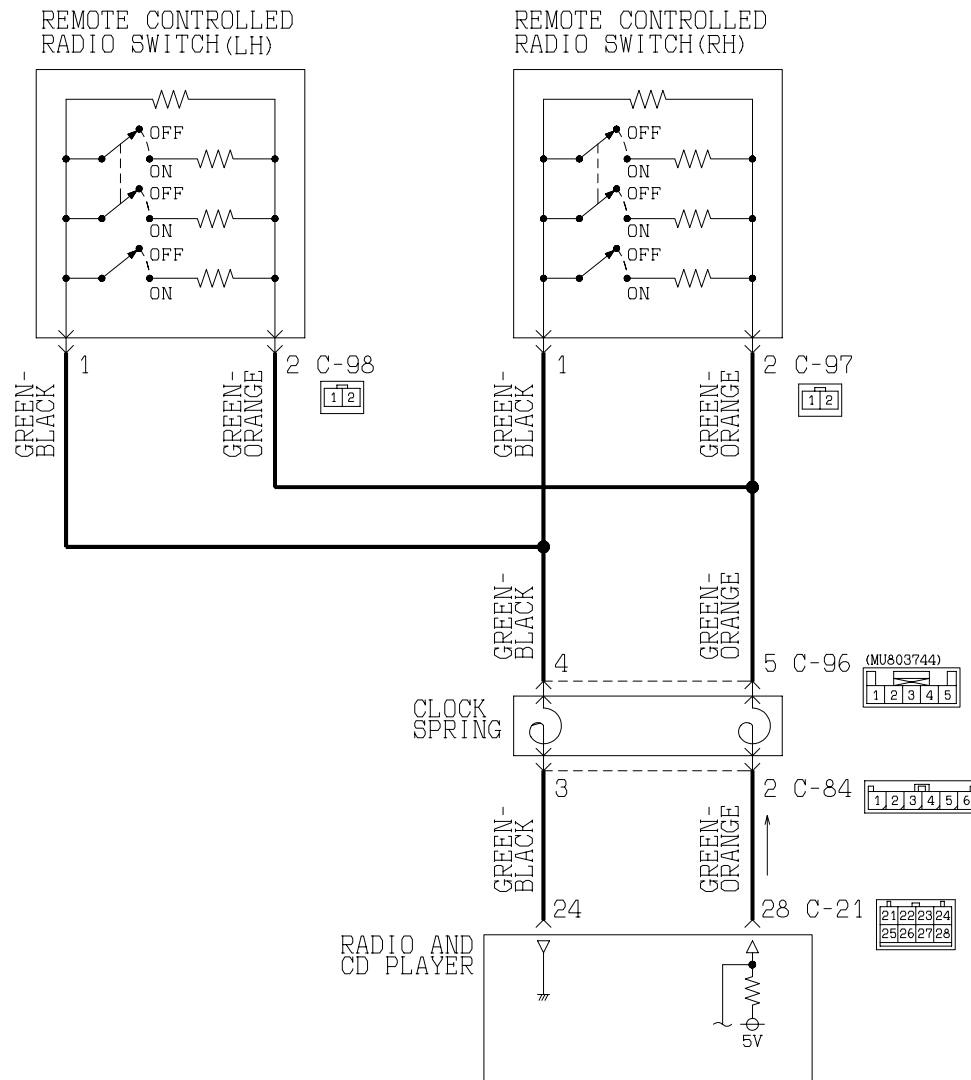 REMOTE CONTROLLED
RADIO SWITCH(LH)
REMOTE CONTROLLED
RADIO SWITCH(RH)
OFF
ON
OFF
ON
OFF
ON
OFF
ON
OFF
ON
OFF
ON
1
2 C-98
1 2
1
2 C-97
1 2
GREEN-
BLACK
GREEN-
ORANGE
GREEN-
BLACK
GREEN-
ORANGE
GREEN-
BLACK
GREEN-
ORANGE
4
5 C-96 (MU803744)
1 2 3 4 5
CLOCK
SPRING
3
2 C-84
1 2 3 4 5 6
GREEN-
BLACK
GREEN-
ORANGE
24
28 C-21
21 22 23 24
25 26 27 28
RADIO AND
CD PLAYER
5V